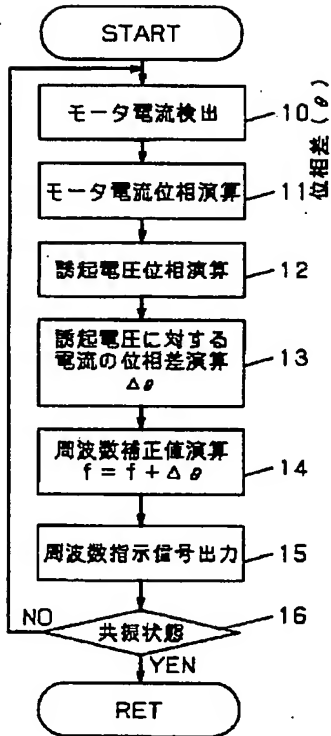 START
モータ電流検出
10
モータ電流位相演算
11
誘起電圧位相演算
12
誘起電圧に対する
電流の位相差演算
Δθ
13
周波数補正値演算
f = f + Δθ
14
周波数指示信号出力
15
共振状態
16
NO
YEN
RET
位相差(θ)